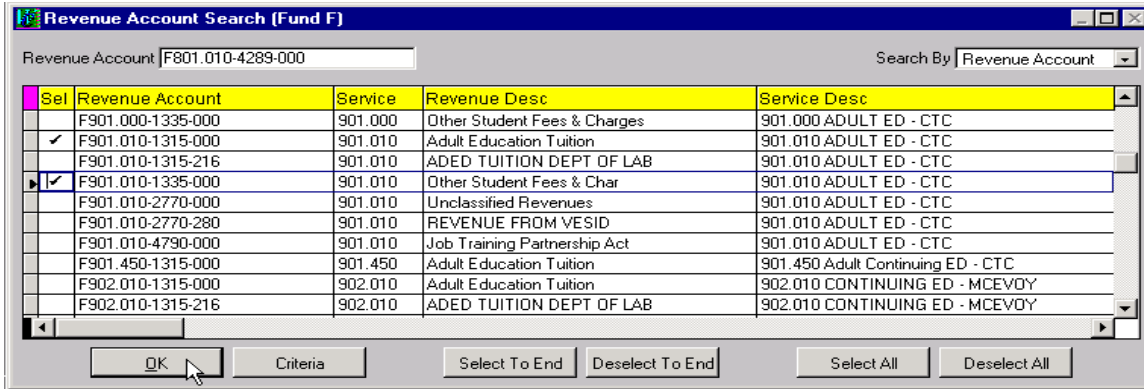 Revenue Account Search (Fund F)
Revenue Account F801.010-4289-000 Search By Revenue Account
Sel Revenue Account Service Revenue Desc Service Desc
F901.000-1335-000 901.000 Other Student Fees & Charges 901.000 ADULT ED - CTC
F901.010-1315-000 901.010 Adult Education Tuition 901.010 ADULT ED - CTC
F901.010-1315-216 901.010 ADED TUITION DEPT OF LAB 901.010 ADULT ED - CTC
F901.010-1335-000 901.010 Other Student Fees & Char 901.010 ADULT ED - CTC
F901.010-2770-000 901.010 Unclassified Revenues 901.010 ADULT ED - CTC
F901.010-2770-280 901.010 REVENUE FROM VESID 901.010 ADULT ED - CTC
F901.010-4790-000 901.010 Job Training Partnership Act 901.010 ADULT ED - CTC
F901.450-1315-000 901.450 Adult Education Tuition 901.450 Adult Continuing ED - CTC
F902.010-1315-000 902.010 Adult Education Tuition 902.010 CONTINUING ED - MCEVOY
F902.010-1315-216 902.010 ADED TUITION DEPT OF LAB 902.010 CONTINUING ED - MCEVOY
OK Criteria Select To End Deselect To End Select All Deselect All